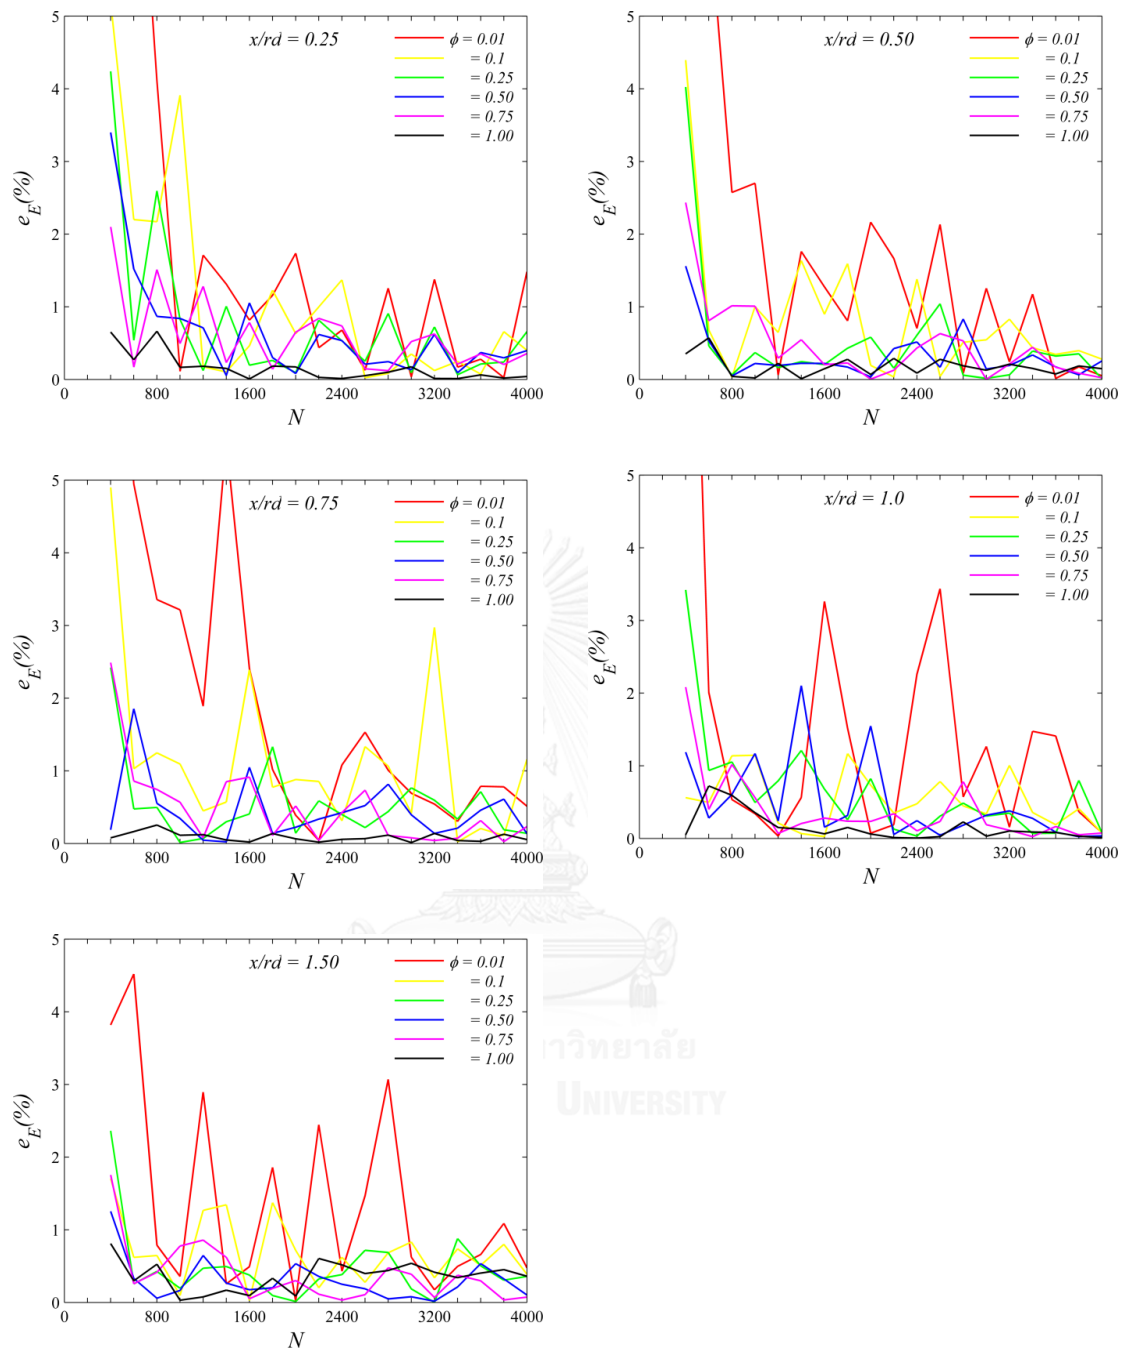 x/rd = 0.25
ϕ = 0.01
= 0.1
= 0.25
= 0.50
= 0.75
= 1.00
5
4
3
2
1
0
e_E(%)
0 800 1600 2400 3200 4000
N
x/rd = 0.50
ϕ = 0.01
= 0.1
= 0.25
= 0.50
= 0.75
= 1.00
5
4
3
2
1
0
e_E(%)
0 800 1600 2400 3200 4000
N
x/rd = 0.75
ϕ = 0.01
= 0.1
= 0.25
= 0.50
= 0.75
= 1.00
5
4
3
2
1
0
e_E(%)
0 800 1600 2400 3200 4000
N
x/rd = 1.0
ϕ = 0.01
= 0.1
= 0.25
= 0.50
= 0.75
= 1.00
5
4
3
2
1
0
e_E(%)
0 800 1600 2400 3200 4000
N
x/rd = 1.50
ϕ = 0.01
= 0.1
= 0.25
= 0.50
= 0.75
= 1.00
5
4
3
2
1
0
e_E(%)
0 800 1600 2400 3200 4000
N
UNIVERSITY